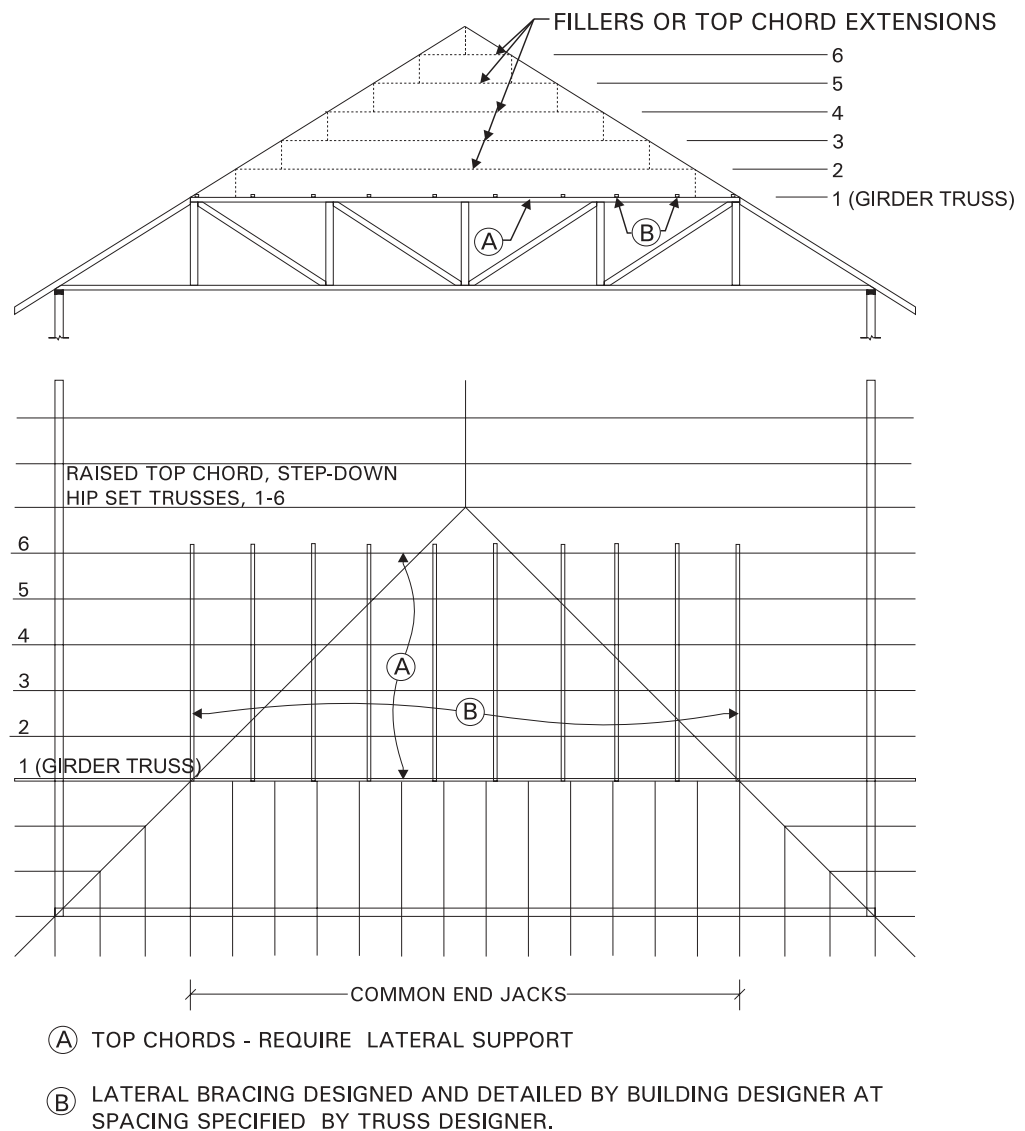 FILLERS OR TOP CHORD EXTENSIONS
6
5
4
3
2
1 (GIRDER TRUSS)
A
B
RAISED TOP CHORD, STEP-DOWN
HIP SET TRUSSES, 1-6
6
5
4
3
2
1 (GIRDER TRUSS)
A
B
COMMON END JACKS
A TOP CHORDS - REQUIRE LATERAL SUPPORT
B LATERAL BRACING DESIGNED AND DETAILED BY BUILDING DESIGNER AT
SPACING SPECIFIED BY TRUSS DESIGNER.